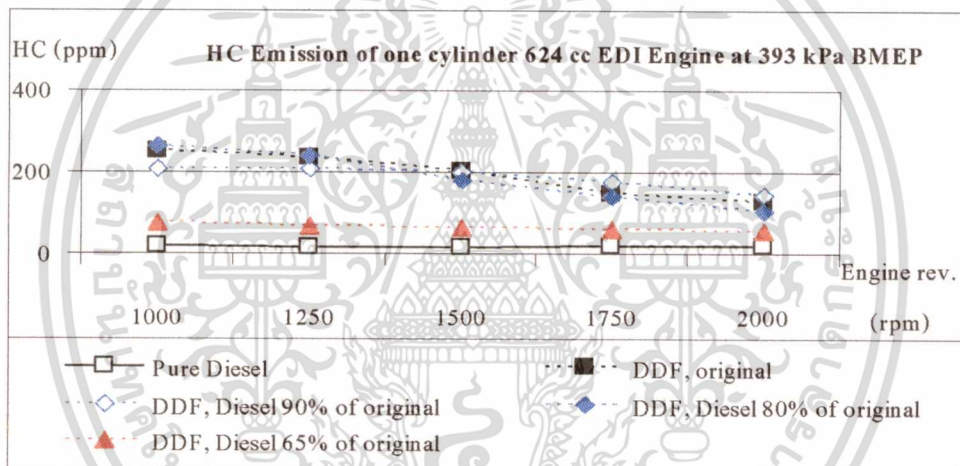 HC (ppm)
HC Emission of one cylinder 624 cc EDI Engine at 393 kPa BMEP
400
200
0
Engine rev.
1000 1250 1500 1750 2000 (rpm)
Pure Diesel
DDF, original
DDF, Diesel 90% of original
DDF, Diesel 80% of original
DDF, Diesel 65% of original